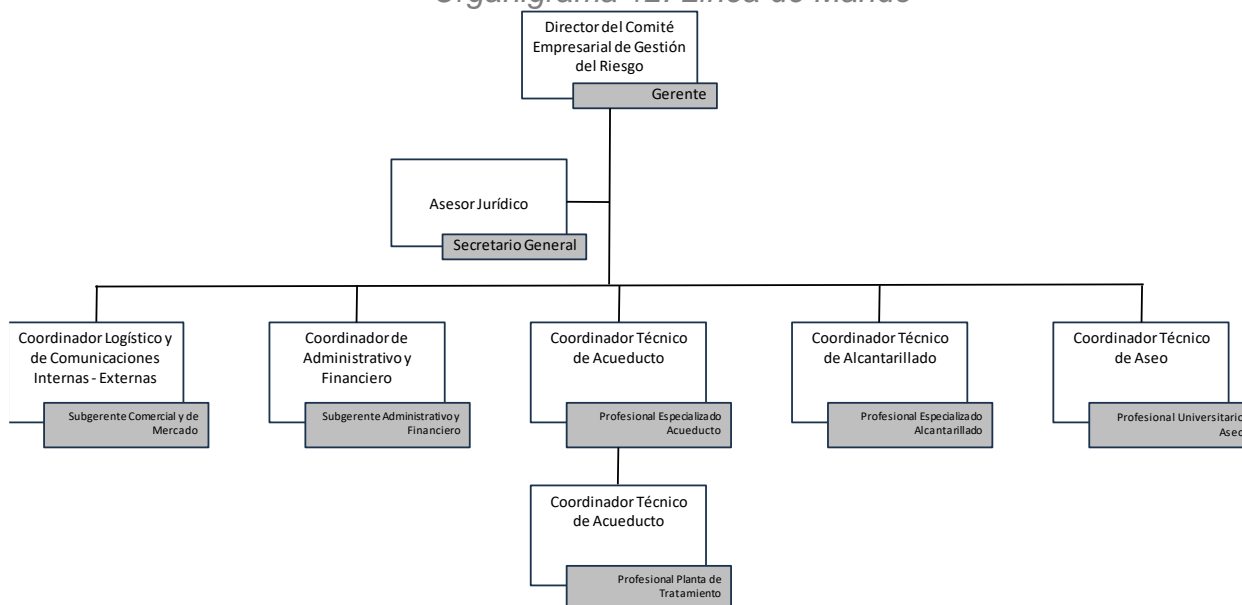 Organigrama 42. Línea de Mando
Director del Comité
Empresarial de Gestión
del Riesgo
Gerente
Asesor Jurídico
Secretario General
Coordinador Logístico y
de Comunicaciones
Internas - Externas
Subgerente Comercial y de
Mercado
Coordinador de
Administrativo y
Financiero
Subgerente Administrativo y
Financiero
Coordinador Técnico
de Acueducto
Profesional Especializado
Acueducto
Coordinador Técnico
de Alcantarillado
Profesional Especializado
Alcantarillado
Coordinador Técnico
de Aseo
Profesional Universitario
Aseo
Coordinador Técnico
de Acueducto
Profesional Planta de
Tratamiento